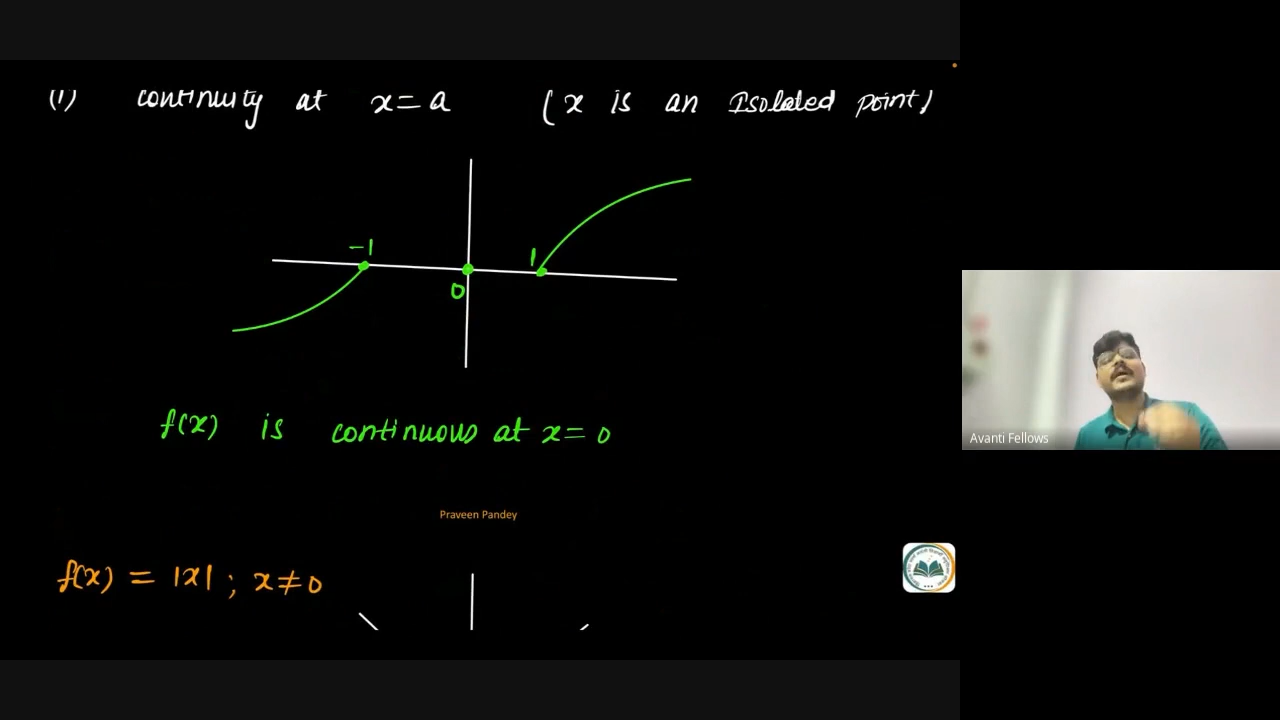 (1) continuity at x = a (x is an Isolated point)
-1
1
0
f(x) is continuous at x = 0
Avanti Fellows
Praveen Pandey
f(x) = |x| ; x ≠ 0